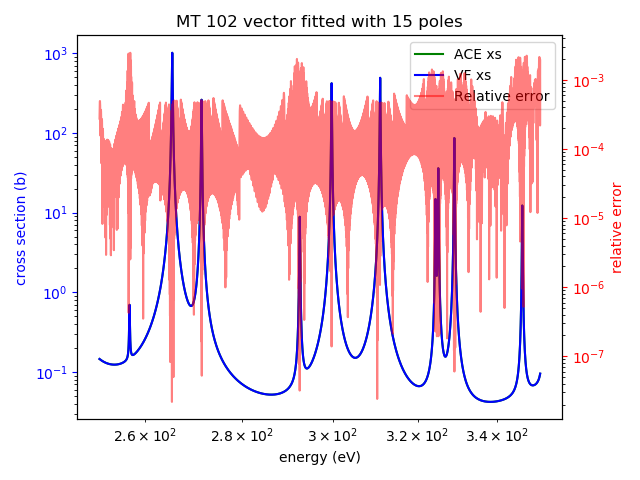 MT 102 vector fitted with 15 poles
ACE xs
VF xs
Relative error
cross section (b)
10³
10²
10¹
10⁰
10⁻¹
10⁻³
10⁻⁴
10⁻⁵
10⁻⁶
10⁻⁷
relative error
2.6 × 10² 2.8 × 10² 3 × 10² 3.2 × 10² 3.4 × 10²
energy (eV)